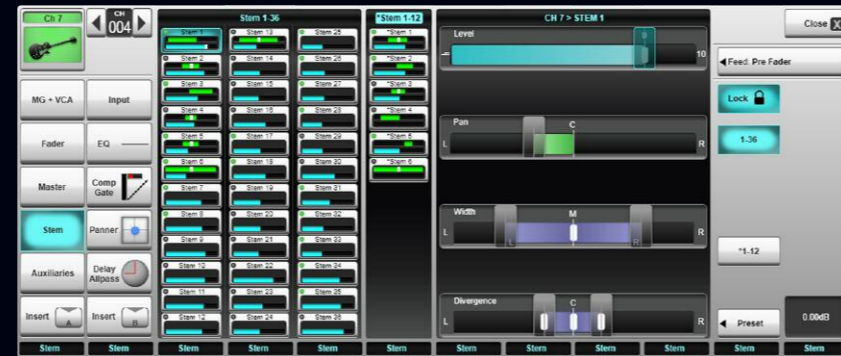 Ch 7
CH
004
MG + VCA
Input
Fader
EQ
Master
Comp
Gate
Stem
Panner
Auxiliaries
Delay
Allpass
Insert
A
Insert
B
Stem 1-36
Stem 1
Stem 13
Stem 25
Stem 2
Stem 14
Stem 26
Stem 3
Stem 15
Stem 27
Stem 4
Stem 16
Stem 28
Stem 5
Stem 17
Stem 29
Stem 6
Stem 18
Stem 30
Stem 7
Stem 19
Stem 31
Stem 8
Stem 20
Stem 32
Stem 9
Stem 21
Stem 33
Stem 10
Stem 22
Stem 34
Stem 11
Stem 23
Stem 35
Stem 12
Stem 24
Stem 36
*Stem 1-12
*Stem 1
*Stem 2
*Stem 3
*Stem 4
*Stem 5
*Stem 6
CH 7 > STEM 1
Level
0
10
Pan
C
L
R
Width
M
L
L
R
R
Divergence
C
L
R
Close X
Feed: Pre Fader
Lock
1-36
*1-12
Preset
0.00dB
Stem
Stem
Stem
Stem
Stem
Stem
Stem
Stem
Stem
Stem
Stem
Stem